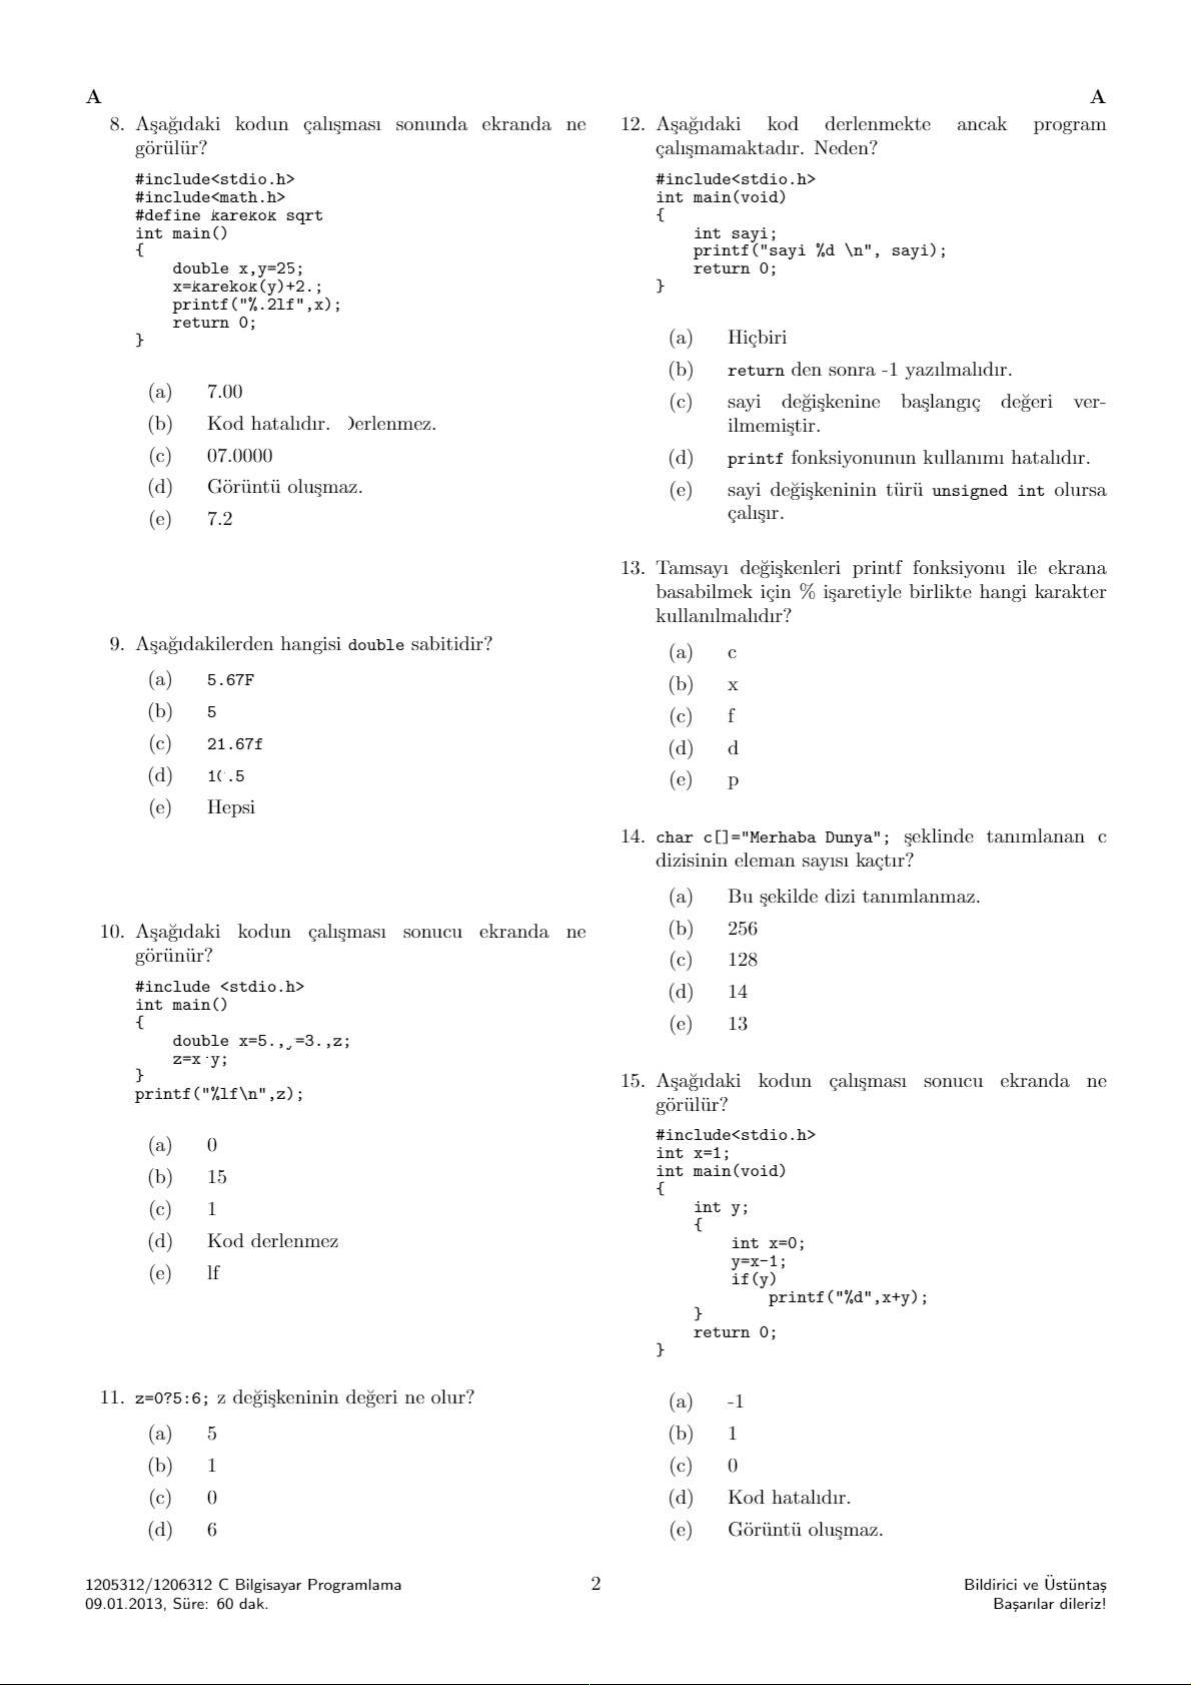 A
A
8. Aşağıdaki kodun çalışması sonunda ekranda ne
görülür?
#include<stdio.h>
#include<math.h>
#define karekok sqrt
int main()
{
double x,y=25;
x=karekok(y)+2.;
printf("%.2lf",x);
return 0;
}
(a) 7.00
(b) Kod hatalıdır. Derlenmez.
(c) 07.0000
(d) Görüntü oluşmaz.
(e) 7.2
9. Aşağıdakilerden hangisi double sabitidir?
(a) 5.67F
(b) 5
(c) 21.67f
(d)
(e) Hepsi
10. Aşağıdaki kodun çalışması sonucu ekranda ne
görünür?
#include <stdio.h>
int main()
{
double
}
printf("%lf\n",z);
(a) 0
(b) 15
(c) 1
(d) Kod derlenmez
(e) lf
11. z=0?5:6; z değişkeninin değeri ne olur?
(a) 5
(b) 1
(c) 0
(d) 6
12. Aşağıdaki kod derlenmekte ancak program
çalışmamaktadır. Neden?
#include<stdio.h>
int main(void)
{
int sayi;
printf("sayi %d \n", sayi);
return 0;
}
(a) Hiçbiri
(b) return den sonra -1 yazılmalıdır.
(c) sayi değişkenine başlangıç değeri ver-
ilmemiştir.
(d) printf fonksiyonunun kullanımı hatalıdır.
(e) sayi değişkeninin türü unsigned int olursa
çalışır.
13. Tamsayı değişkenleri printf fonksiyonu ile ekrana
basabilmek için % işaretiyle birlikte hangi karakter
kullanılmalıdır?
(a) c
(b) x
(c) f
(d) d
(e) p
14. char c[]="Merhaba Dunya"; şeklinde tanımlanan c
dizisinin eleman sayısı kaçtır?
(a) Bu şekilde dizi tanımlanmaz.
(b) 256
(c) 128
(d) 14
(e) 13
15. Aşağıdaki kodun çalışması sonucu ekranda ne
görülür?
#include<stdio.h>
int x=1;
int main(void)
{
int y;
{
int x=0;
y=x-1;
if(y)
printf("%d",x+y);
}
return 0;
}
(a) -1
(b) 1
(c) 0
(d) Kod hatalıdır.
(e) Görüntü oluşmaz.
1205312/1206312 C Bilgisayar Programlama
09.01.2013, Süre: 60 dak.
2
Bildirici ve Üstüntaş
Başarılar dileriz!